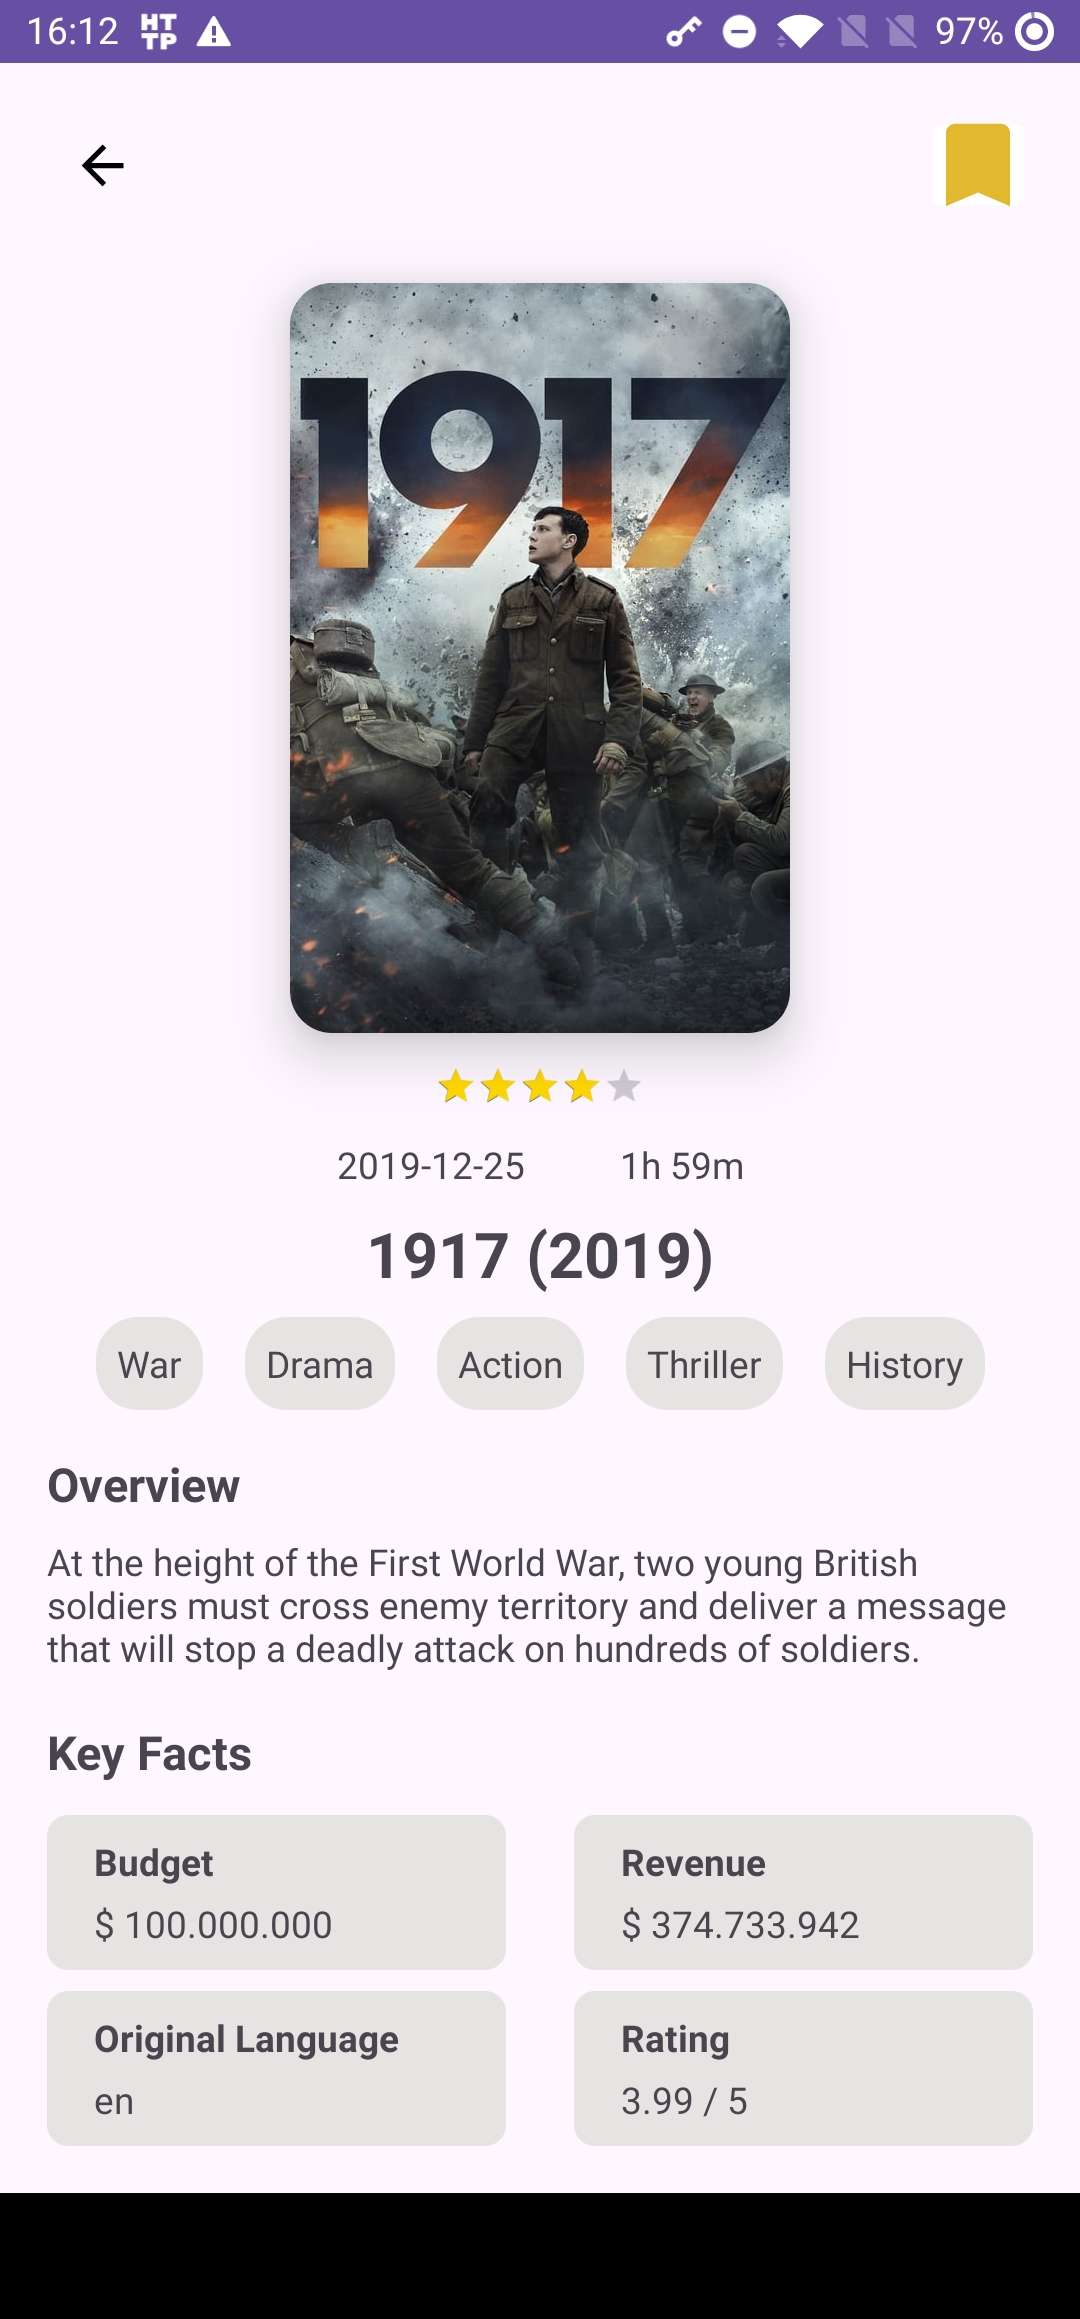 16:12 HT TP 97%
1917
2019-12-25 1h 59m
1917 (2019)
War Drama Action Thriller History
Overview
At the height of the First World War, two young British
soldiers must cross enemy territory and deliver a message
that will stop a deadly attack on hundreds of soldiers.
Key Facts
Budget Revenue
$ 100.000.000 $ 374.733.942
Original Language Rating
en 3.99 / 5